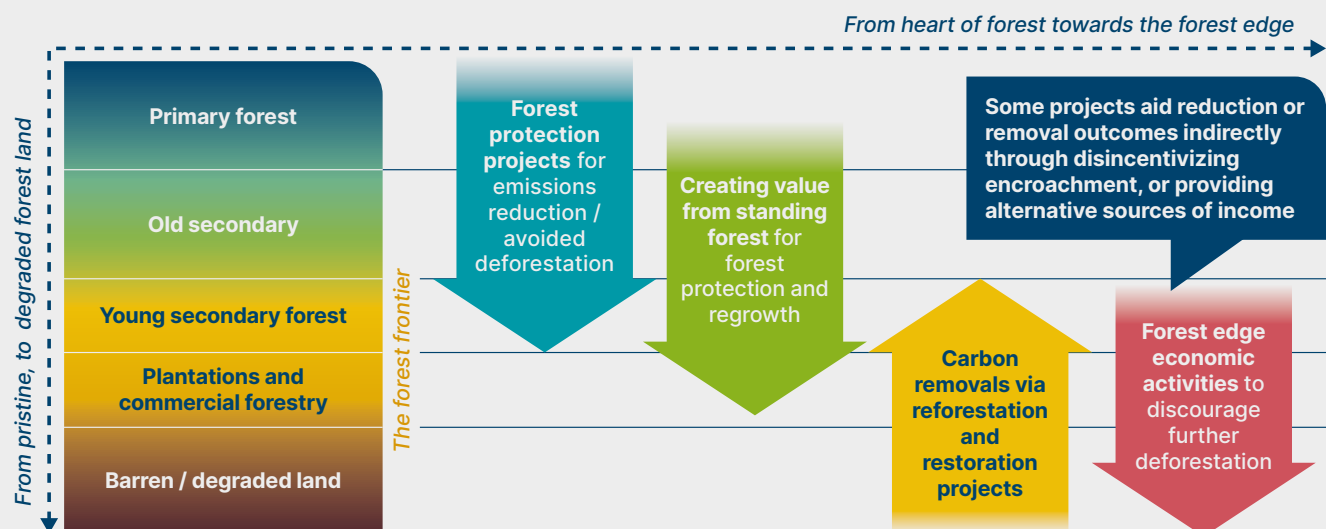 From heart of forest towards the forest edge
From pristine, to degraded forest land
Primary forest
Old secondary
Young secondary forest
Plantations and
commercial forestry
Barren / degraded land
The forest frontier
Forest
protection
projects for
emissions
reduction /
avoided
deforestation
Creating value
from standing
forest for
forest
protection and
regrowth
Carbon
removals via
reforestation
and
restoration
projects
Some projects aid reduction or
removal outcomes indirectly
through disincentivizing
encroachment, or providing
alternative sources of income
Forest edge
economic
activities to
discourage
further
deforestation